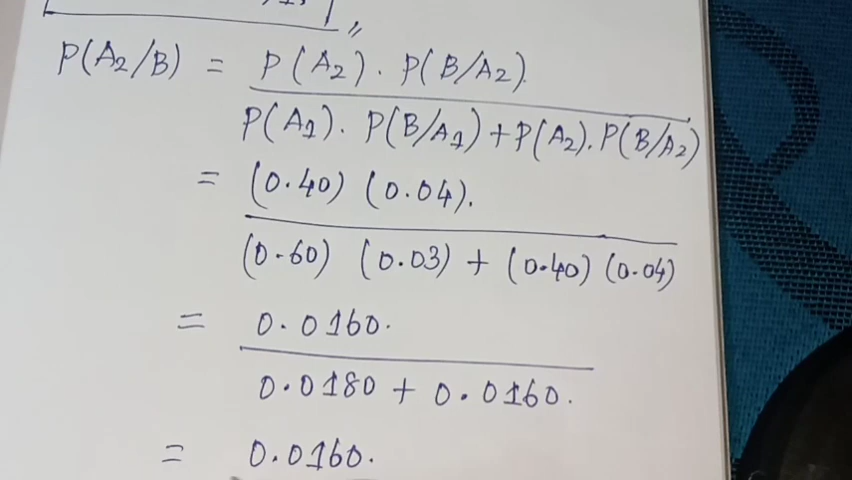 P(A₂/B) = P(A₂). P(B/A₂).
P(A₁). P(B/A₁) + P(A₂). P(B/A₂)
= (0.40) (0.04).
(0.60) (0.03) + (0.40) (0.04)
= 0.0160.
0.0180 + 0.0160.
= 0.0160.